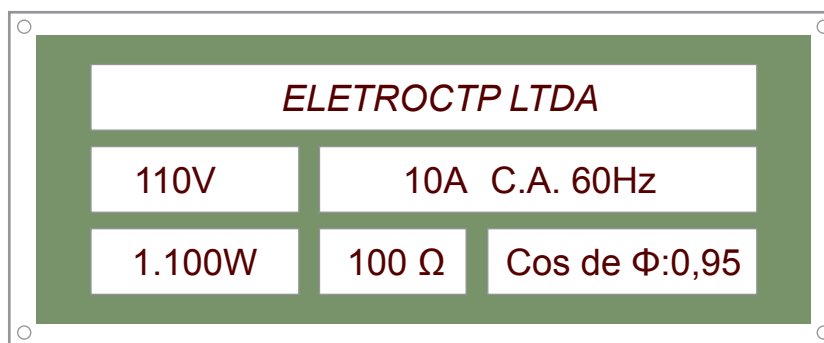 ELETROCTP LTDA
110V
10A C.A. 60Hz
1.100W
100 Ω
Cos de Φ:0,95